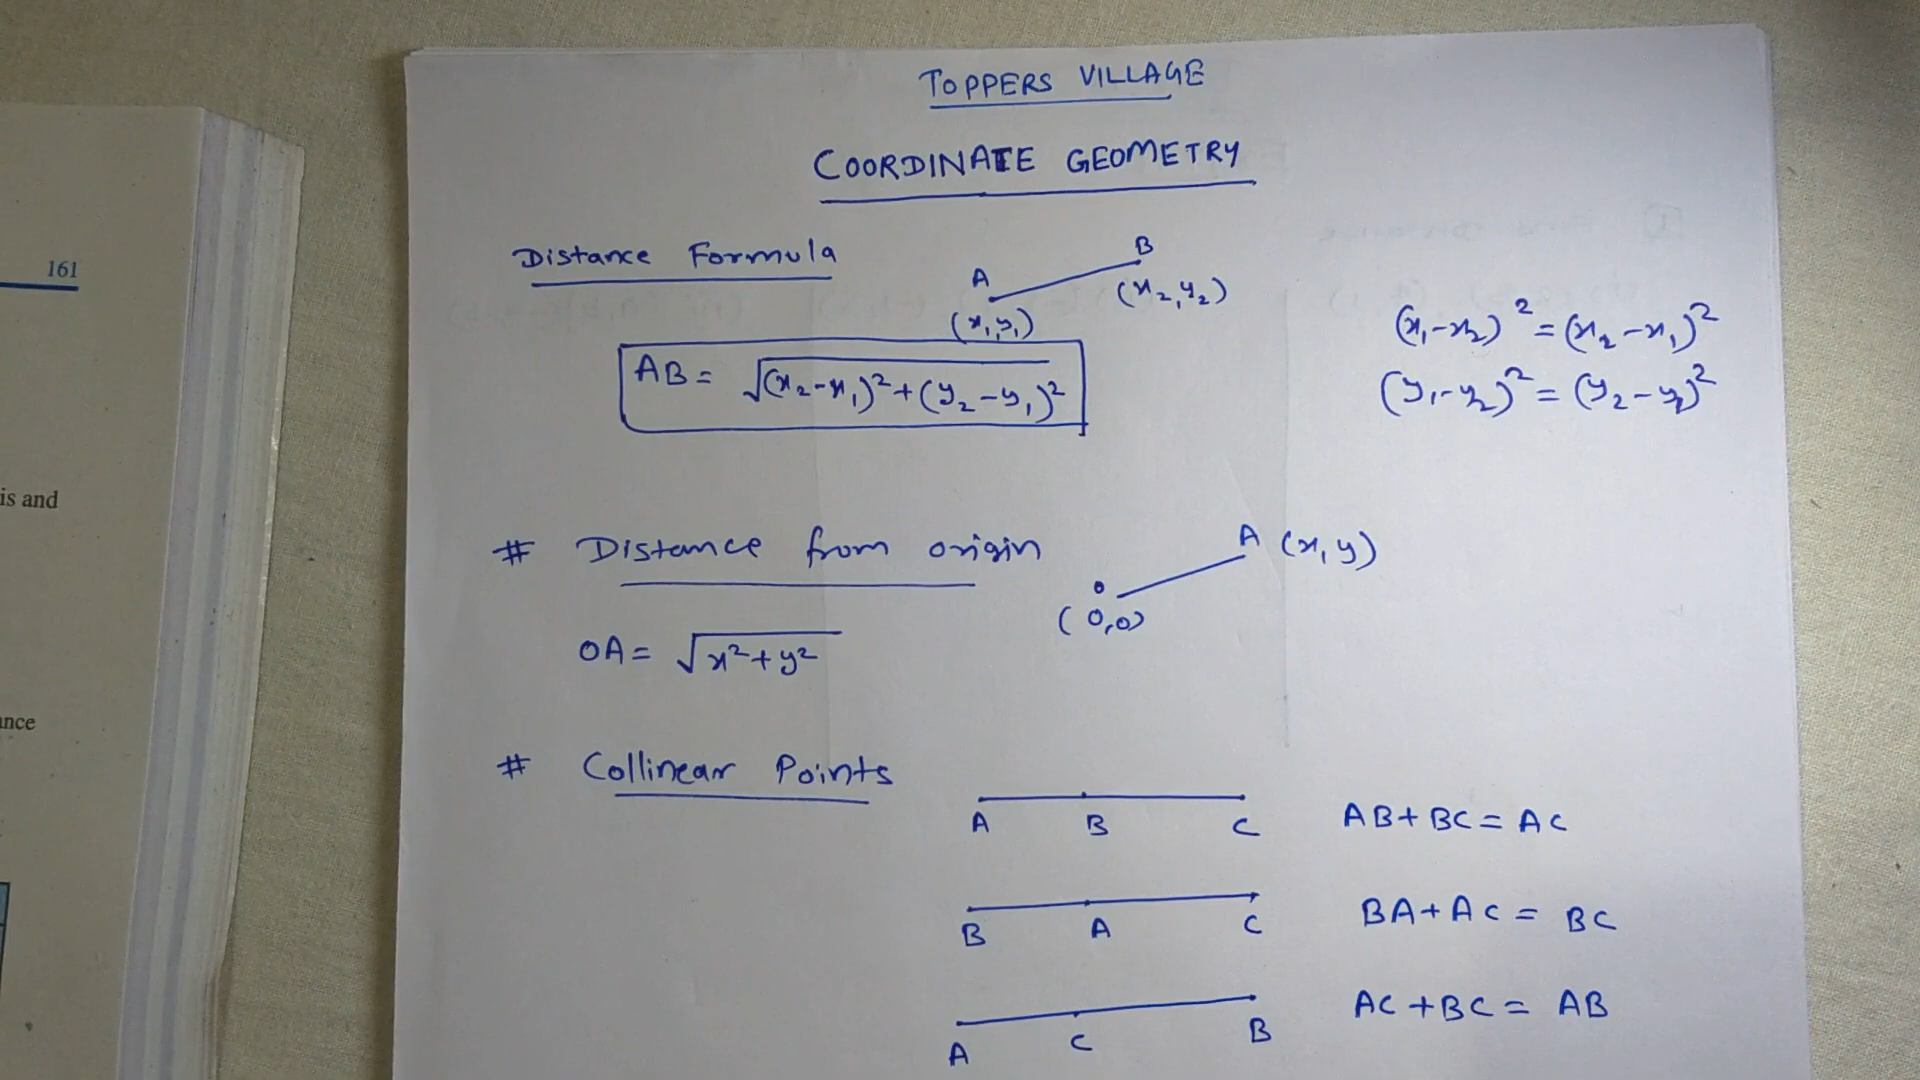 161
is and
ance
TOPPERS VILLAGE
COORDINATE GEOMETRY
Distance Formula
A B
(x₁,y₁) (x₂,y₂)
AB = √(x₂-x₁)²+(y₂-y₁)²
(x₁-x₂)² = (x₂-x₁)²
(y₁-y₂)² = (y₂-y₁)²
# Distance from origin
O A (x,y)
(0,0)
OA = √x²+y²
# Collinear Points
A B C AB+BC = AC
B A C BA+AC = BC
A C B AC+BC = AB